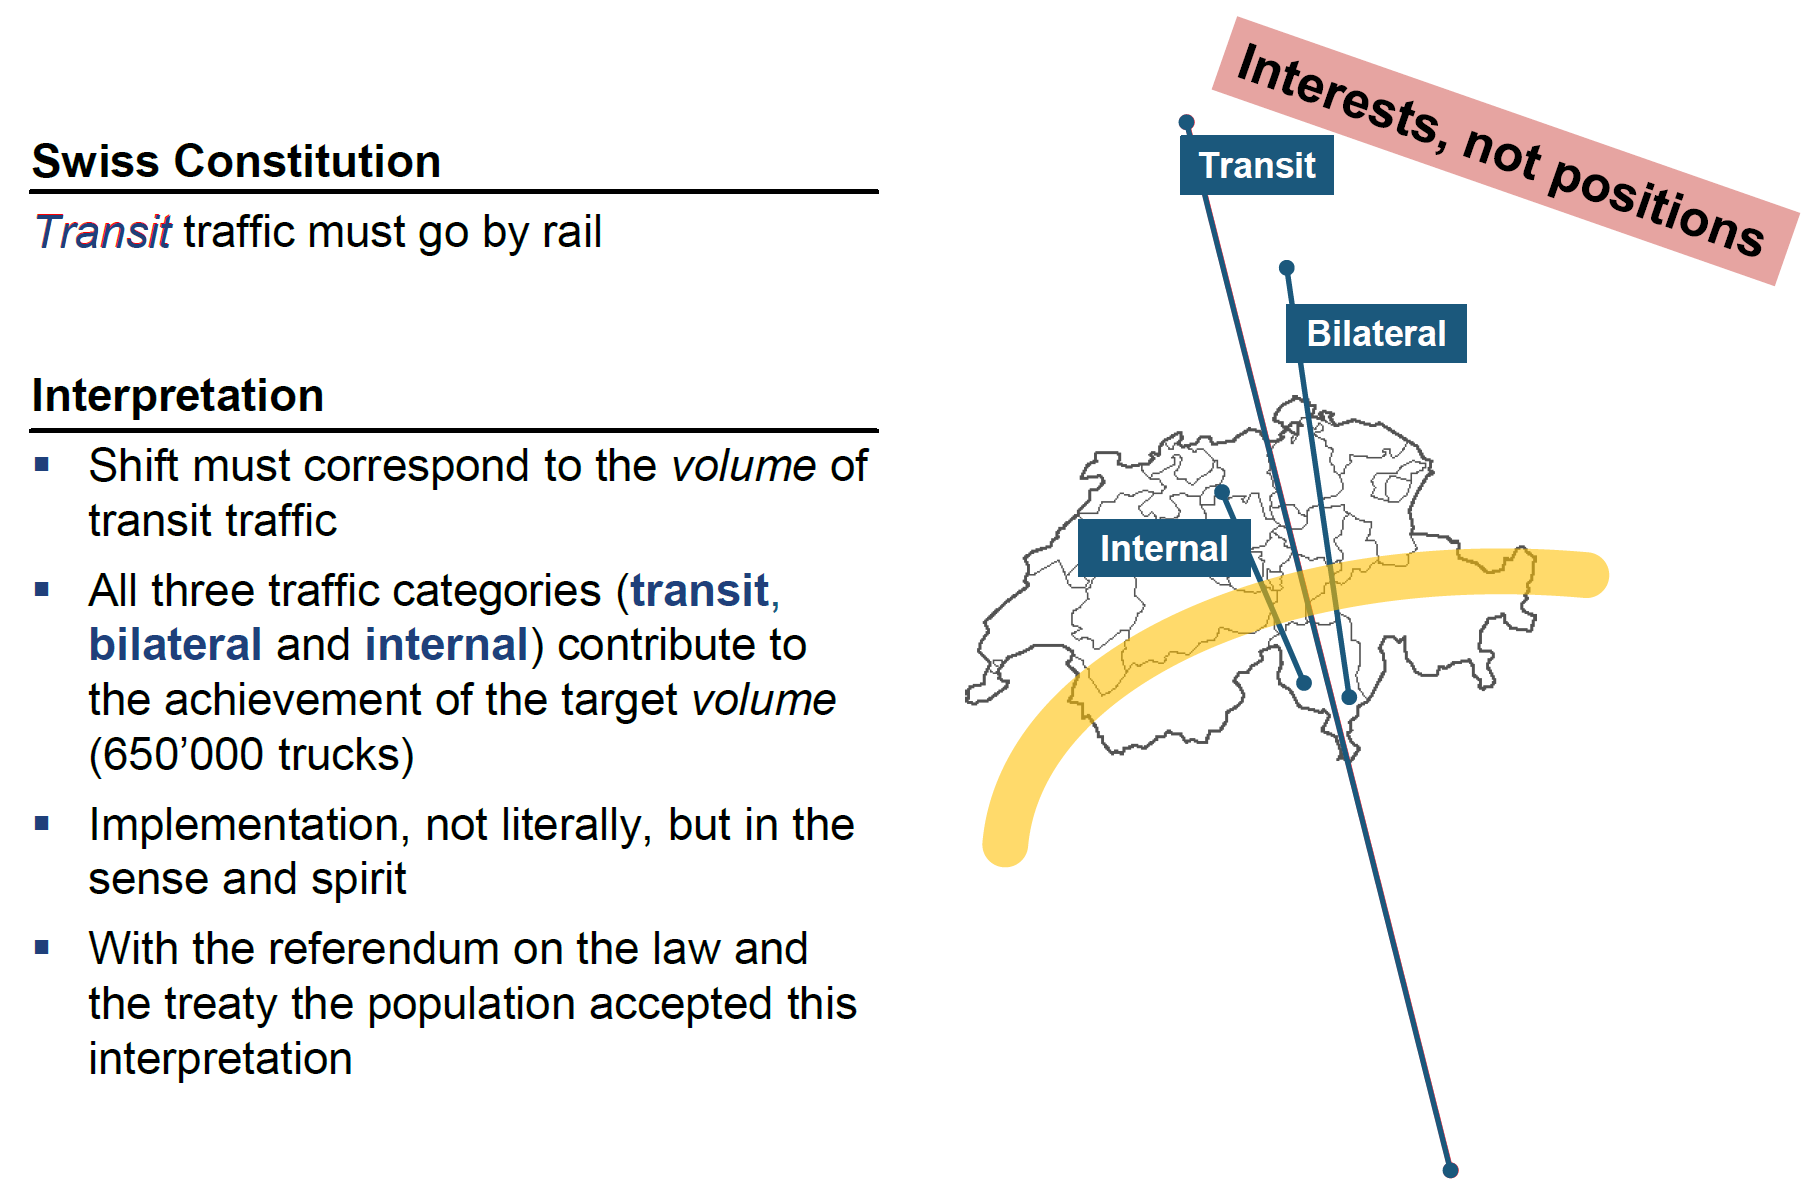 Swiss Constitution
Transit traffic must go by rail
Interpretation
▪ Shift must correspond to the volume of
transit traffic
▪ All three traffic categories (transit,
bilateral and internal) contribute to
the achievement of the target volume
(650’000 trucks)
▪ Implementation, not literally, but in the
sense and spirit
▪ With the referendum on the law and
the treaty the population accepted this
interpretation
Interests, not positions
Transit
Bilateral
Internal